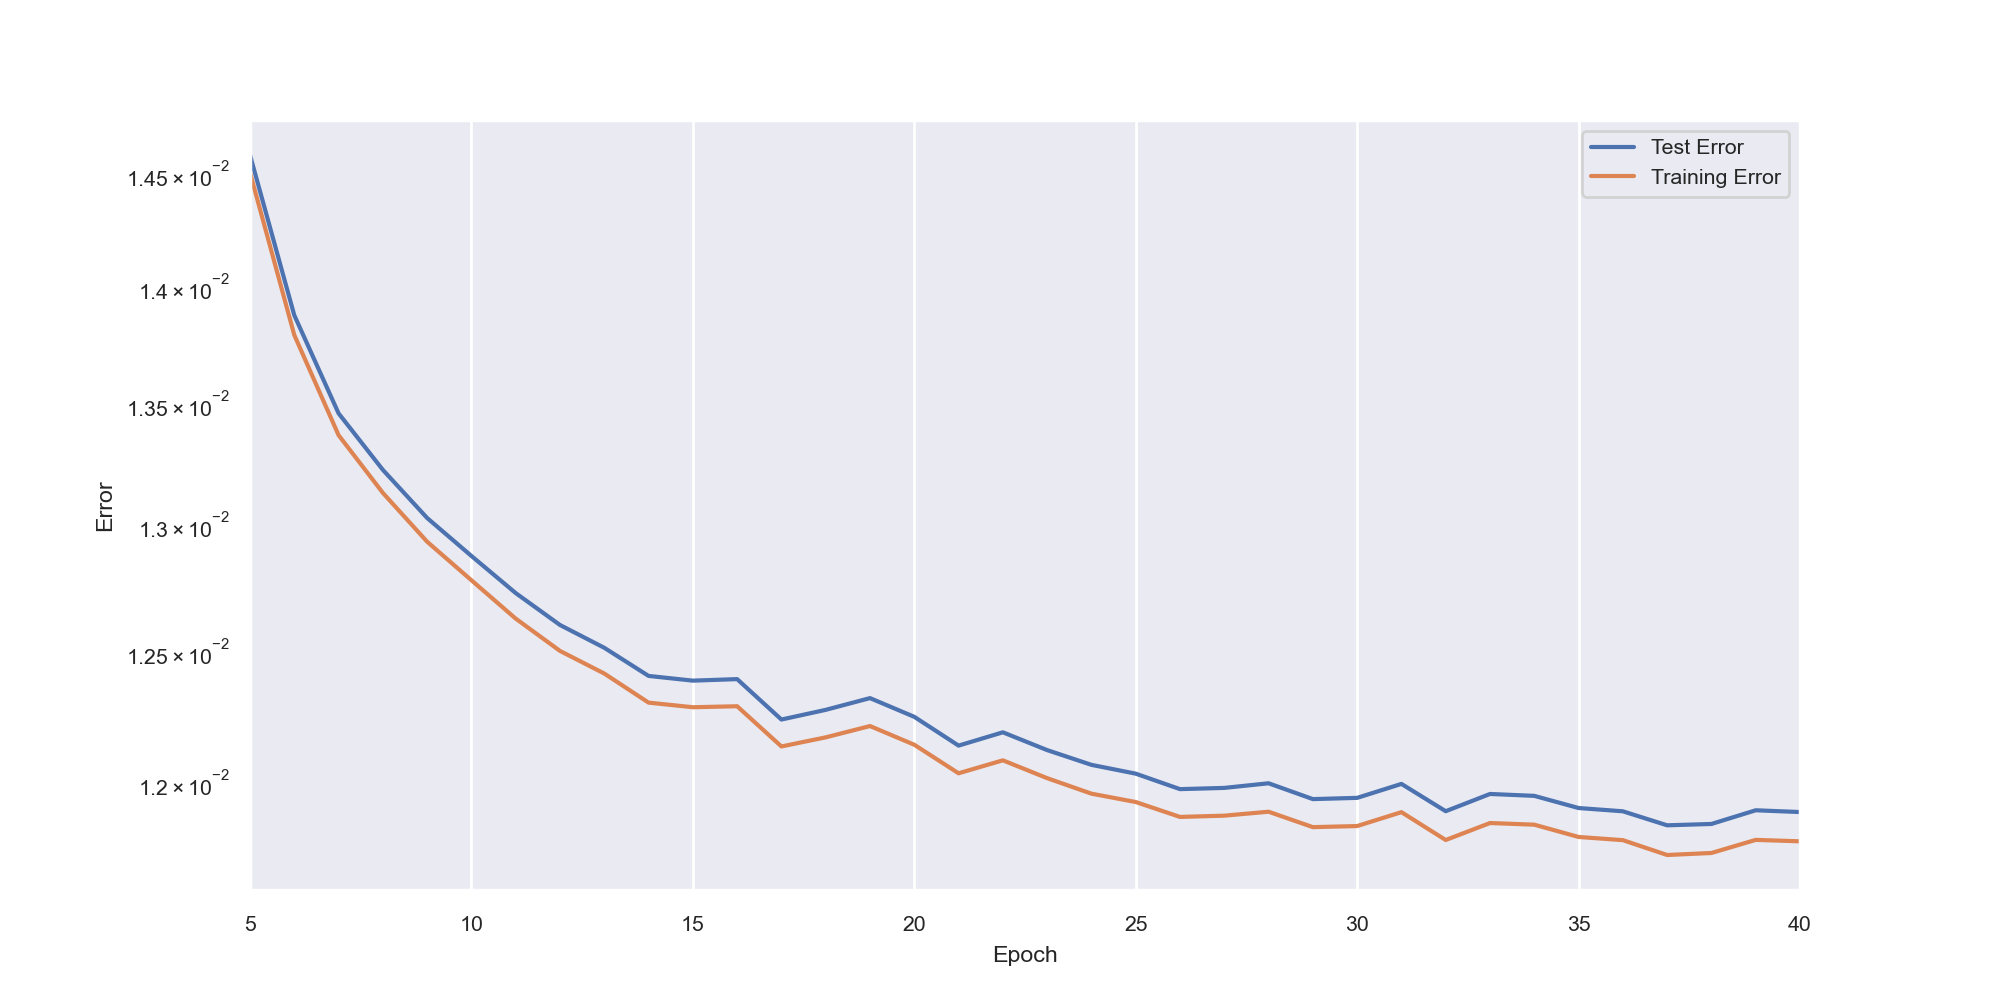 Test Error
Training Error
1.45 × 10⁻²
1.4 × 10⁻²
1.35 × 10⁻²
1.3 × 10⁻²
1.25 × 10⁻²
1.2 × 10⁻²
Error
5 10 15 20 25 30 35 40
Epoch